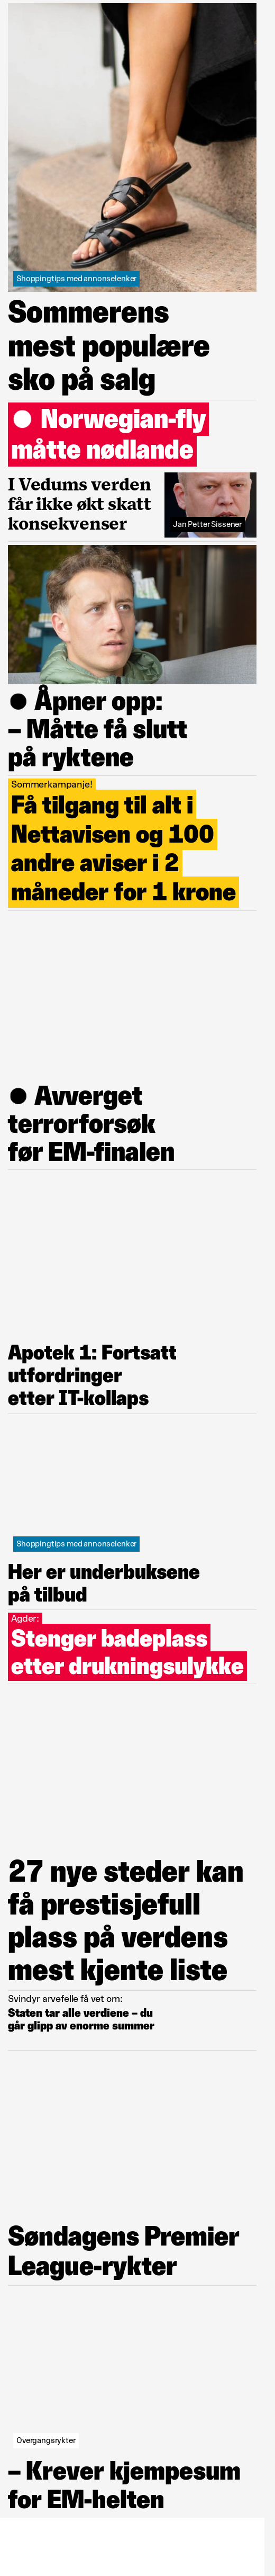 Shoppingtips med annonselenker
Sommerens
mest populære
sko på salg
● Norwegian-fly
måtte nødlande
I Vedums verden
får ikke økt skatt
konsekvenser
Jan Petter Sissener
● Åpner opp:
– Måtte få slutt
på ryktene
Sommerkampanje!
Få tilgang til alt i
Nettavisen og 100
andre aviser i 2
måneder for 1 krone
● Avverget
terrorforsøk
før EM-finalen
Apotek 1: Fortsatt
utfordringer
etter IT-kollaps
Shoppingtips med annonselenker
Her er underbuksene
på tilbud
Agder:
Stenger badeplass
etter drukningsulykke
27 nye steder kan
få prestisjefull
plass på verdens
mest kjente liste
Svindyr arvefelle få vet om:
Staten tar alle verdiene – du
går glipp av enorme summer
Søndagens Premier
League-rykter
Overgangsrykter
– Krever kjempesum
for EM-helten